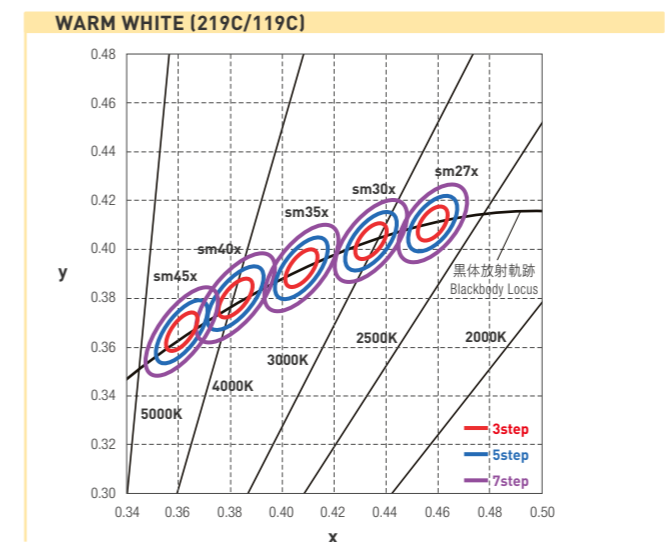 WARM WHITE (219C/119C)
0.48
0.46
0.44
0.42
0.40
0.38
0.36
0.34
0.32
0.30
y
sm27x
sm30x
sm35x
sm40x
sm45x
黒体放射軌跡
Blackbody Locus
2000K
2500K
3000K
4000K
5000K
3step
5step
7step
0.34 0.36 0.38 0.40 0.42 0.44 0.46 0.48 0.50
x